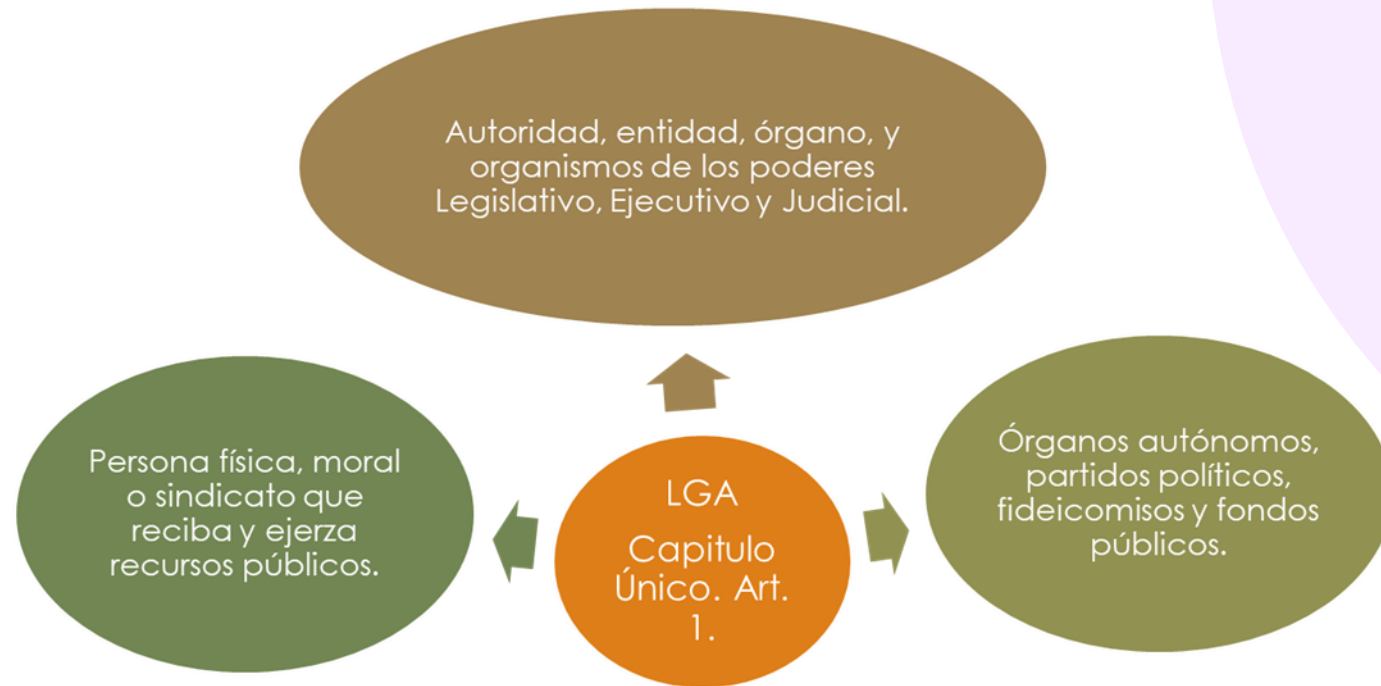 Autoridad, entidad, órgano, y
organismos de los poderes
Legislativo, Ejecutivo y Judicial.
Persona física, moral
o sindicato que
reciba y ejerza
recursos públicos.
LGA
Capitulo
Único. Art.
1.
Órganos autónomos,
partidos políticos,
fideicomisos y fondos
públicos.